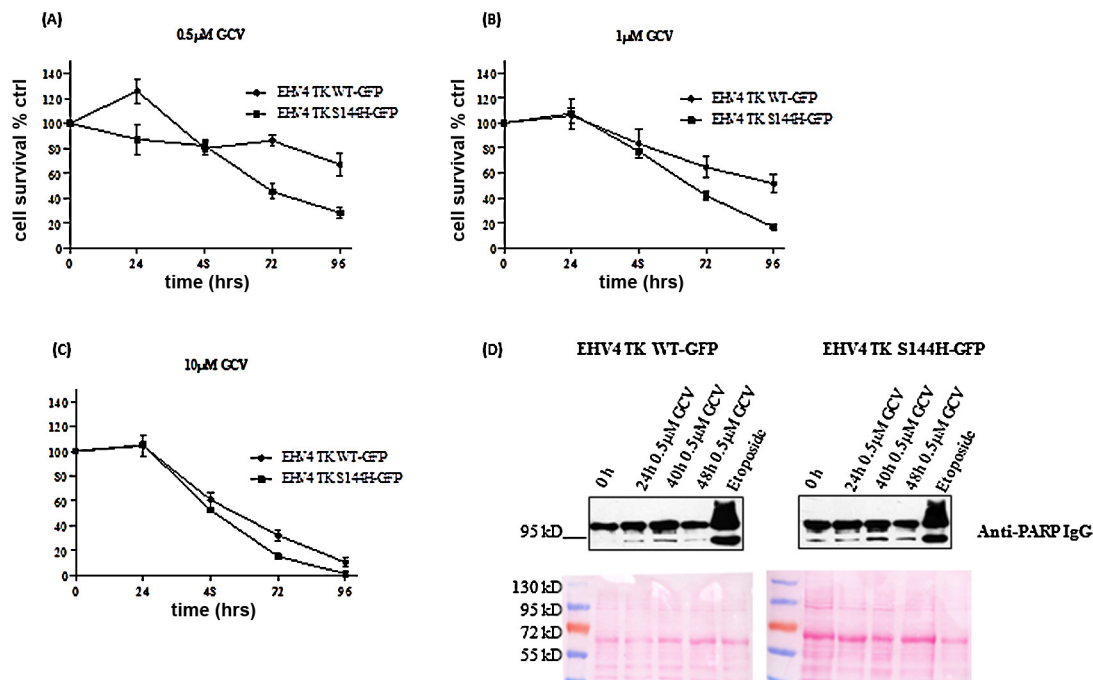 (A)
0.5µM GCV
cell survival % ctrl
140
120
100
80
60
40
20
0
EHV4 TK WT-GFP
EHV4 TK S144H-GFP
0 24 48 72 96
time (hrs)
(B)
1µM GCV
cell survival % ctrl
140
120
100
80
60
40
20
0
EHV4 TK WT-GFP
EHV4 TK S144H-GFP
0 24 48 72 96
time (hrs)
(C)
10µM GCV
140
120
100
80
60
40
20
0
EHV4 TK WT-GFP
EHV4 TK S144H-GFP
0 24 48 72 96
time (hrs)
(D)
EHV4 TK WT-GFP
0 h
24h 0.5µM GCV
40h 0.5µM GCV
48h 0.5µM GCV
Etoposide
EHV4 TK S144H-GFP
0 h
24h 0.5µM GCV
40h 0.5µM GCV
48h 0.5µM GCV
Etoposide
95 kD
Anti-PARP IgG
130 kD
95 kD
72 kD
55 kD